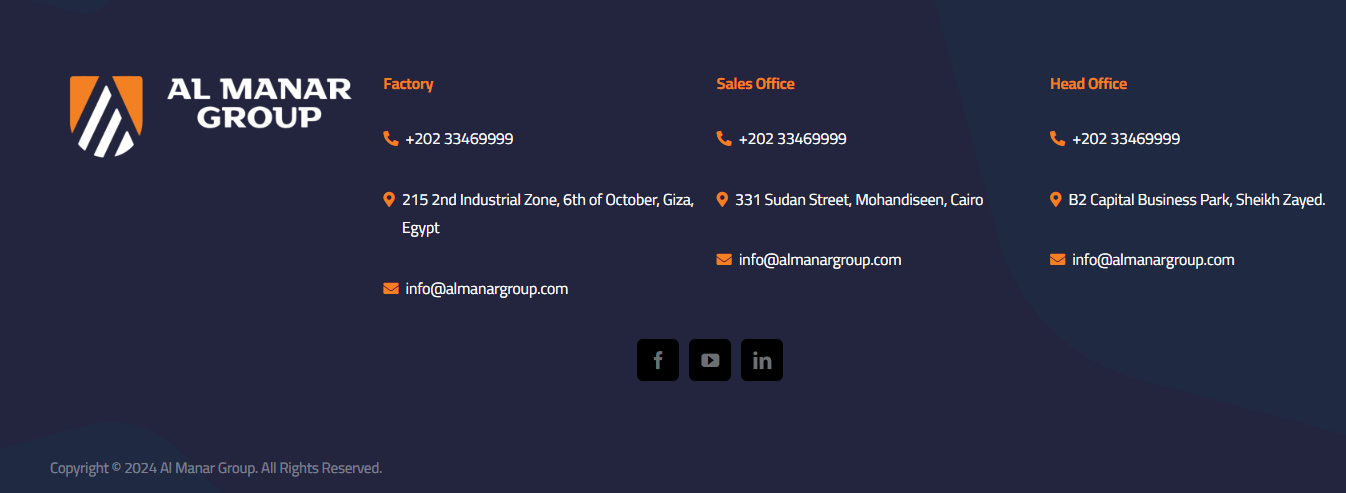 AL MANAR
GROUP
Factory
+202 33469999
215 2nd Industrial Zone, 6th of October, Giza,
Egypt
info@almanargroup.com
Sales Office
+202 33469999
331 Sudan Street, Mohandiseen, Cairo
info@almanargroup.com
Head Office
+202 33469999
B2 Capital Business Park, Sheikh Zayed.
info@almanargroup.com
Copyright © 2024 Al Manar Group. All Rights Reserved.